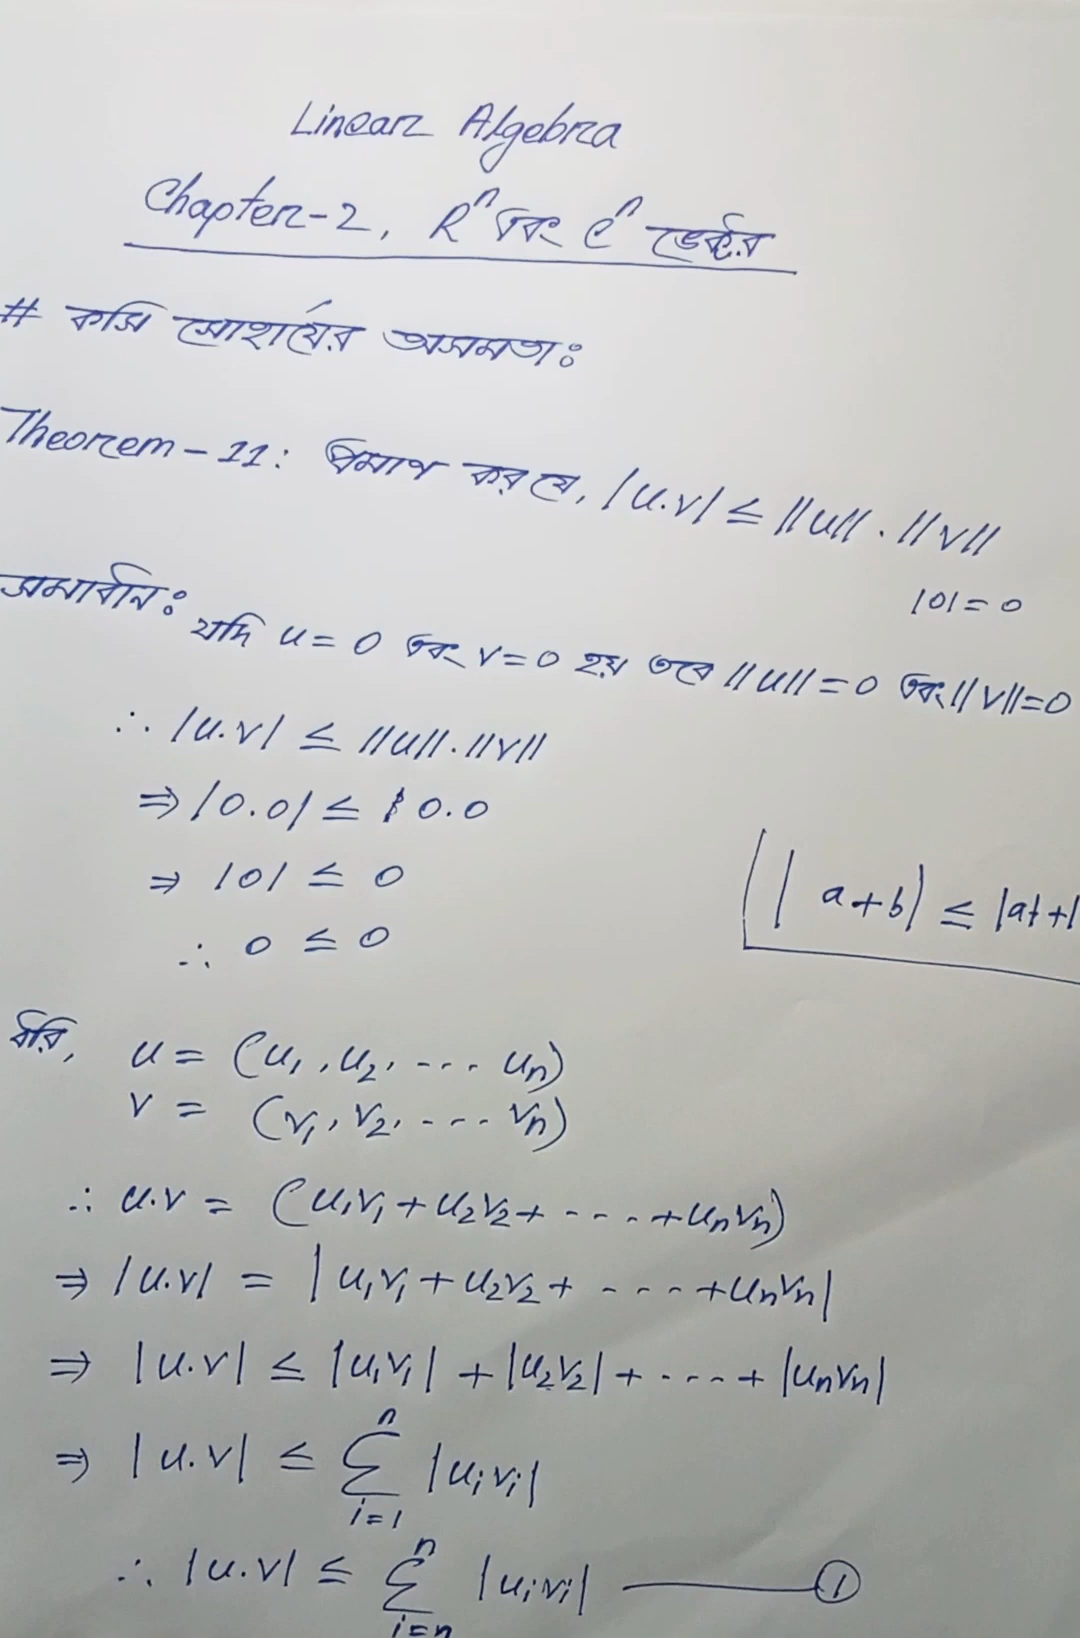 Linear Algebra
Chapter-2, Rⁿ এবং Cⁿ ভেক্টর
# কসি সোহার্যের অসমতাঃ
Theorem-11: প্রমাণ কর যে, |u.v| ≤ ||u|| . ||v||
|0|=0
সমাধানঃ যদি u=0 এবং v=0 হয় তবে ||u||=0 এবং ||v||=0
∴ |u.v| ≤ ||u||.||v||
⇒ |0.0| ≤ 0.0
⇒ |0| ≤ 0
∴ 0 ≤ 0
| a+b| ≤ |a|+|
ধরি, u = (u₁, u₂, ---- uₙ)
v = (v₁, v₂, ---- vₙ)
∴ u.v = (u₁v₁+u₂v₂+ ---- +uₙvₙ)
⇒ |u.v| = |u₁v₁+u₂v₂+ ---- +uₙvₙ|
⇒ |u.v| ≤ |u₁v₁| + |u₂v₂| + ---- + |uₙvₙ|
⇒ |u.v| ≤ Σⁿᵢ₌₁ |uᵢvᵢ|
∴ |u.v| ≤ Σⁿᵢ₌ₙ |uᵢvᵢ| —— ①